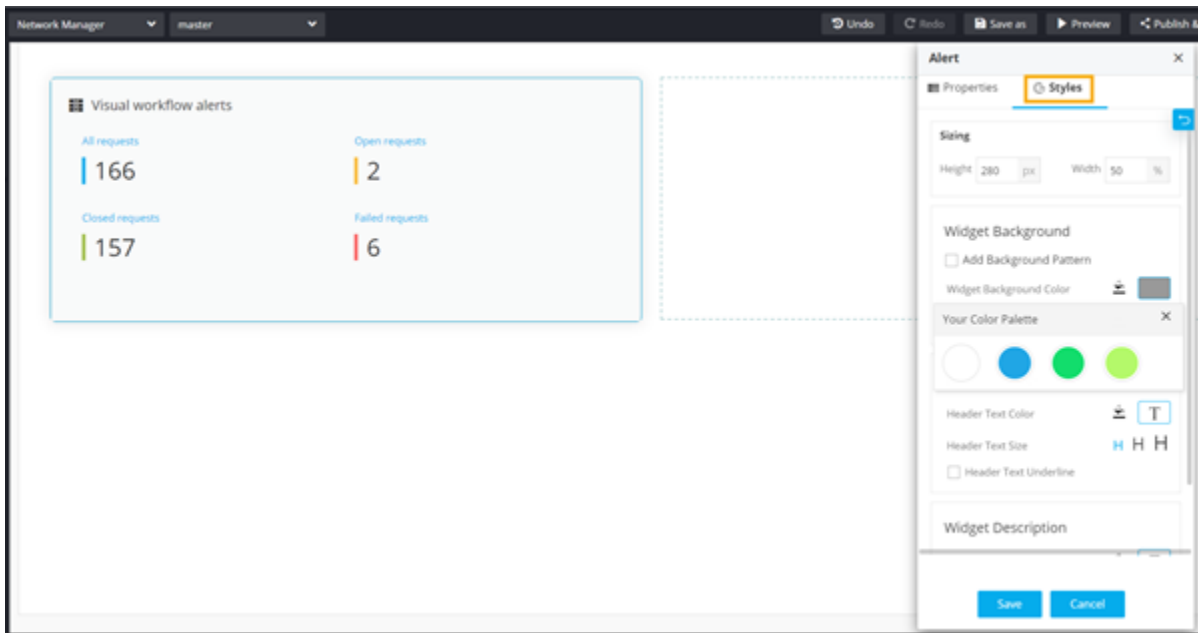 Network Manager master Undo Redo Save as Preview Publish &
Alert
Properties Styles
Visual workflow alerts
All requests Open requests
166 2
Closed requests Failed requests
157 6
Sizing
Height 280 px Width 50 %
Widget Background
Add Background Pattern
Widget Background Color
Your Color Palette
Header Text Color T
Header Text Size H H H
Header Text Underline
Widget Description
Save Cancel